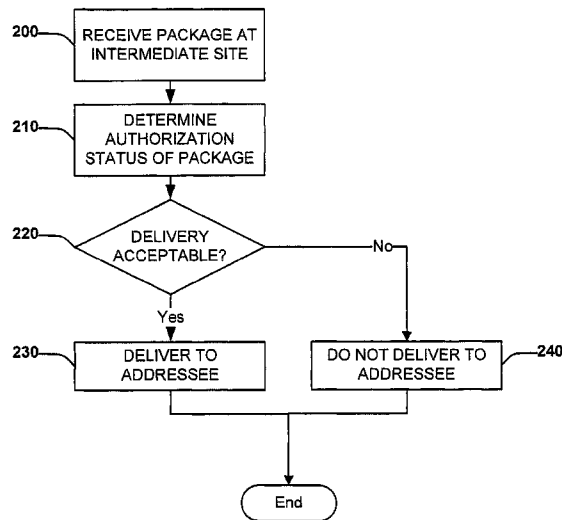 200
RECEIVE PACKAGE AT
INTERMEDIATE SITE
210
DETERMINE
AUTHORIZATION
STATUS OF PACKAGE
220
DELIVERY
ACCEPTABLE?
No
Yes
230
DELIVER TO
ADDRESSEE
DO NOT DELIVER TO
ADDRESSEE
240
End